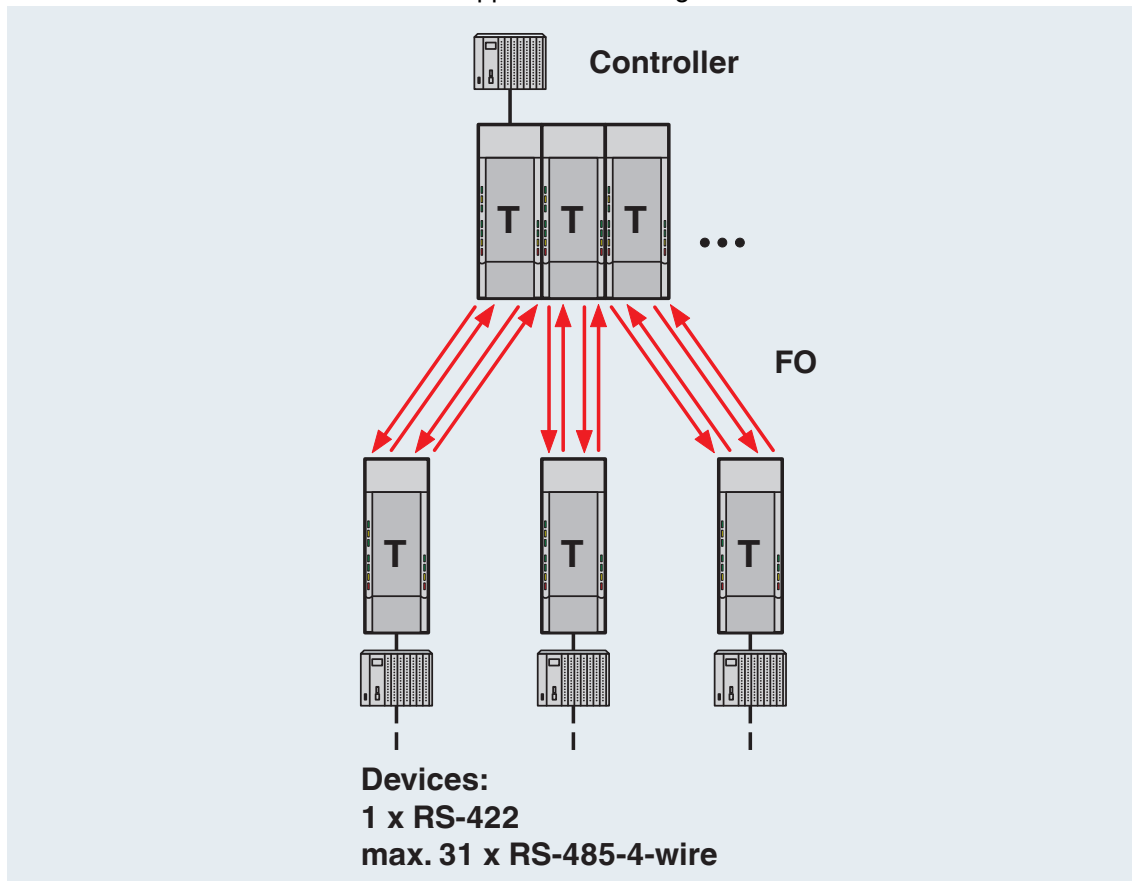 Controller
T T T
...
FO
T T T
Devices:
1 x RS-422
max. 31 x RS-485-4-wire